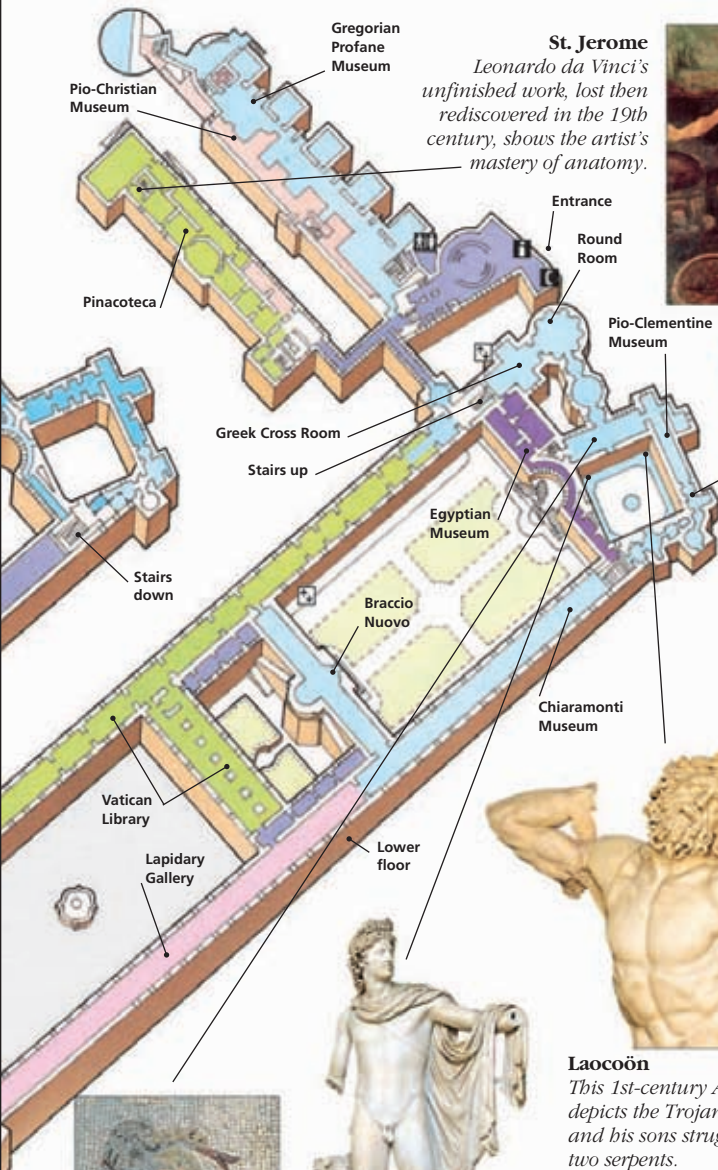 Gregorian
Profane
Museum
Pio-Christian
Museum
St. Jerome
Leonardo da Vinci's
unfinished work, lost then
rediscovered in the 19th
century, shows the artist's
mastery of anatomy.
Entrance
Round
Room
Pinacoteca
Pio-Clementine
Museum
Greek Cross Room
Stairs up
Egyptian
Museum
Stairs
down
Braccio
Nuovo
Chiaramonti
Museum
Vatican
Library
Lapidary
Gallery
Lower
floor
Laocoön
This 1st-century A
depicts the Trojan
and his sons strug
two serpents.